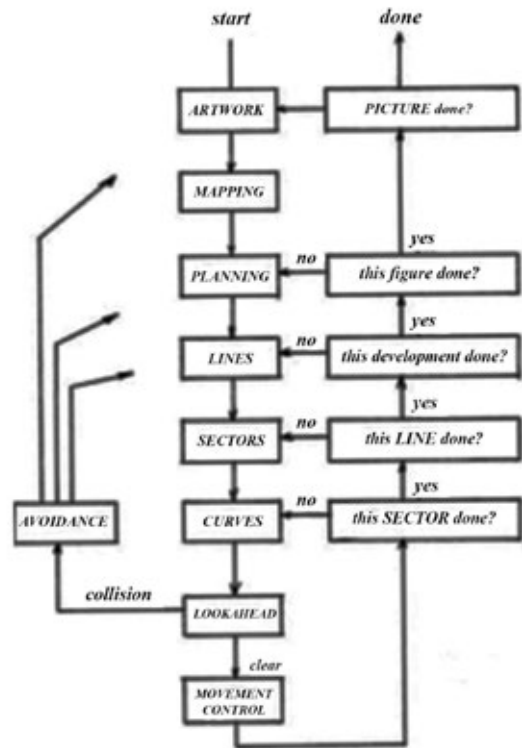 start
done
ARTWORK
PICTURE done?
MAPPING
yes
PLANNING
no
this figure done?
yes
LINES
no
this development done?
yes
SECTORS
no
this LINE done?
yes
AVOIDANCE
CURVES
no
this SECTOR done?
collision
LOOKAHEAD
clear
MOVEMENT
CONTROL